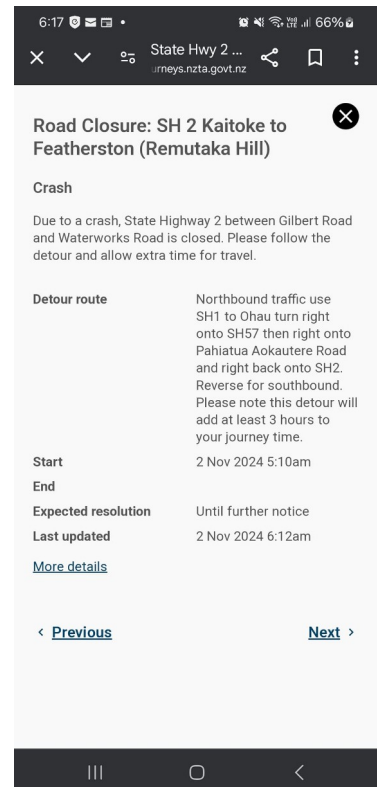 6:17 66%
State Hwy 2 ...
urneys.nzta.govt.nz
Road Closure: SH 2 Kaitoke to
Featherston (Remutaka Hill)
Crash
Due to a crash, State Highway 2 between Gilbert Road
and Waterworks Road is closed. Please follow the
detour and allow extra time for travel.
Detour route Northbound traffic use
SH1 to Ohau turn right
onto SH57 then right onto
Pahiatua Aokautere Road
and right back onto SH2.
Reverse for southbound.
Please note this detour will
add at least 3 hours to
your journey time.
Start 2 Nov 2024 5:10am
End
Expected resolution Until further notice
Last updated 2 Nov 2024 6:12am
More details
< Previous Next >